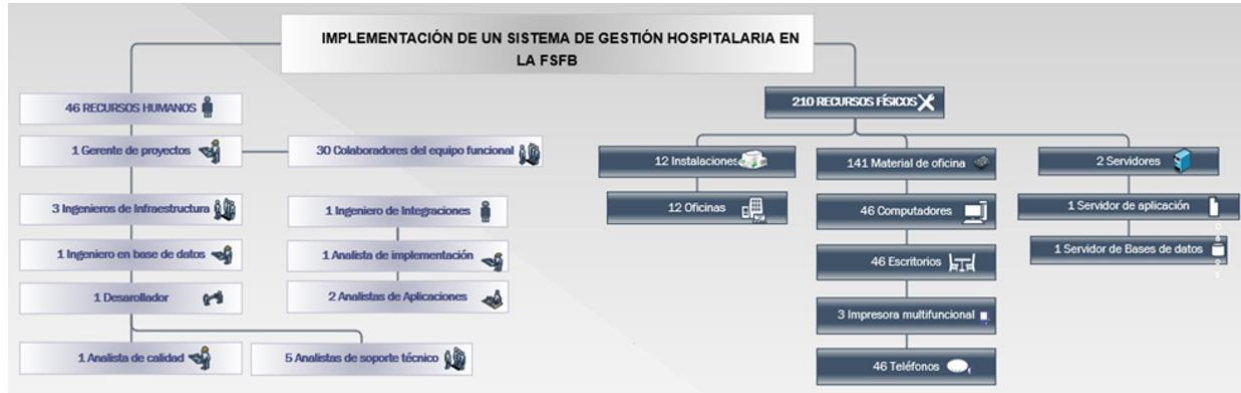 IMPLEMENTACIÓN DE UN SISTEMA DE GESTIÓN HOSPITALARIA EN
LA FSFB
46 RECURSOS HUMANOS
1 Gerente de proyectos
30 Colaboradores del equipo funcional
3 Ingenieros de Infraestructura
1 Ingeniero de Integraciones
1 Ingeniero en base de datos
1 Analista de implementación
1 Desarollador
2 Analistas de Aplicaciones
1 Analista de calidad
5 Analistas de soporte técnico
210 RECURSOS FÍSICOS
12 Instalaciones
141 Material de oficina
2 Servidores
12 Oficinas
46 Computadores
1 Servidor de aplicación
46 Escritorios
1 Servidor de Bases de datos
3 Impresora multifuncional
46 Teléfonos